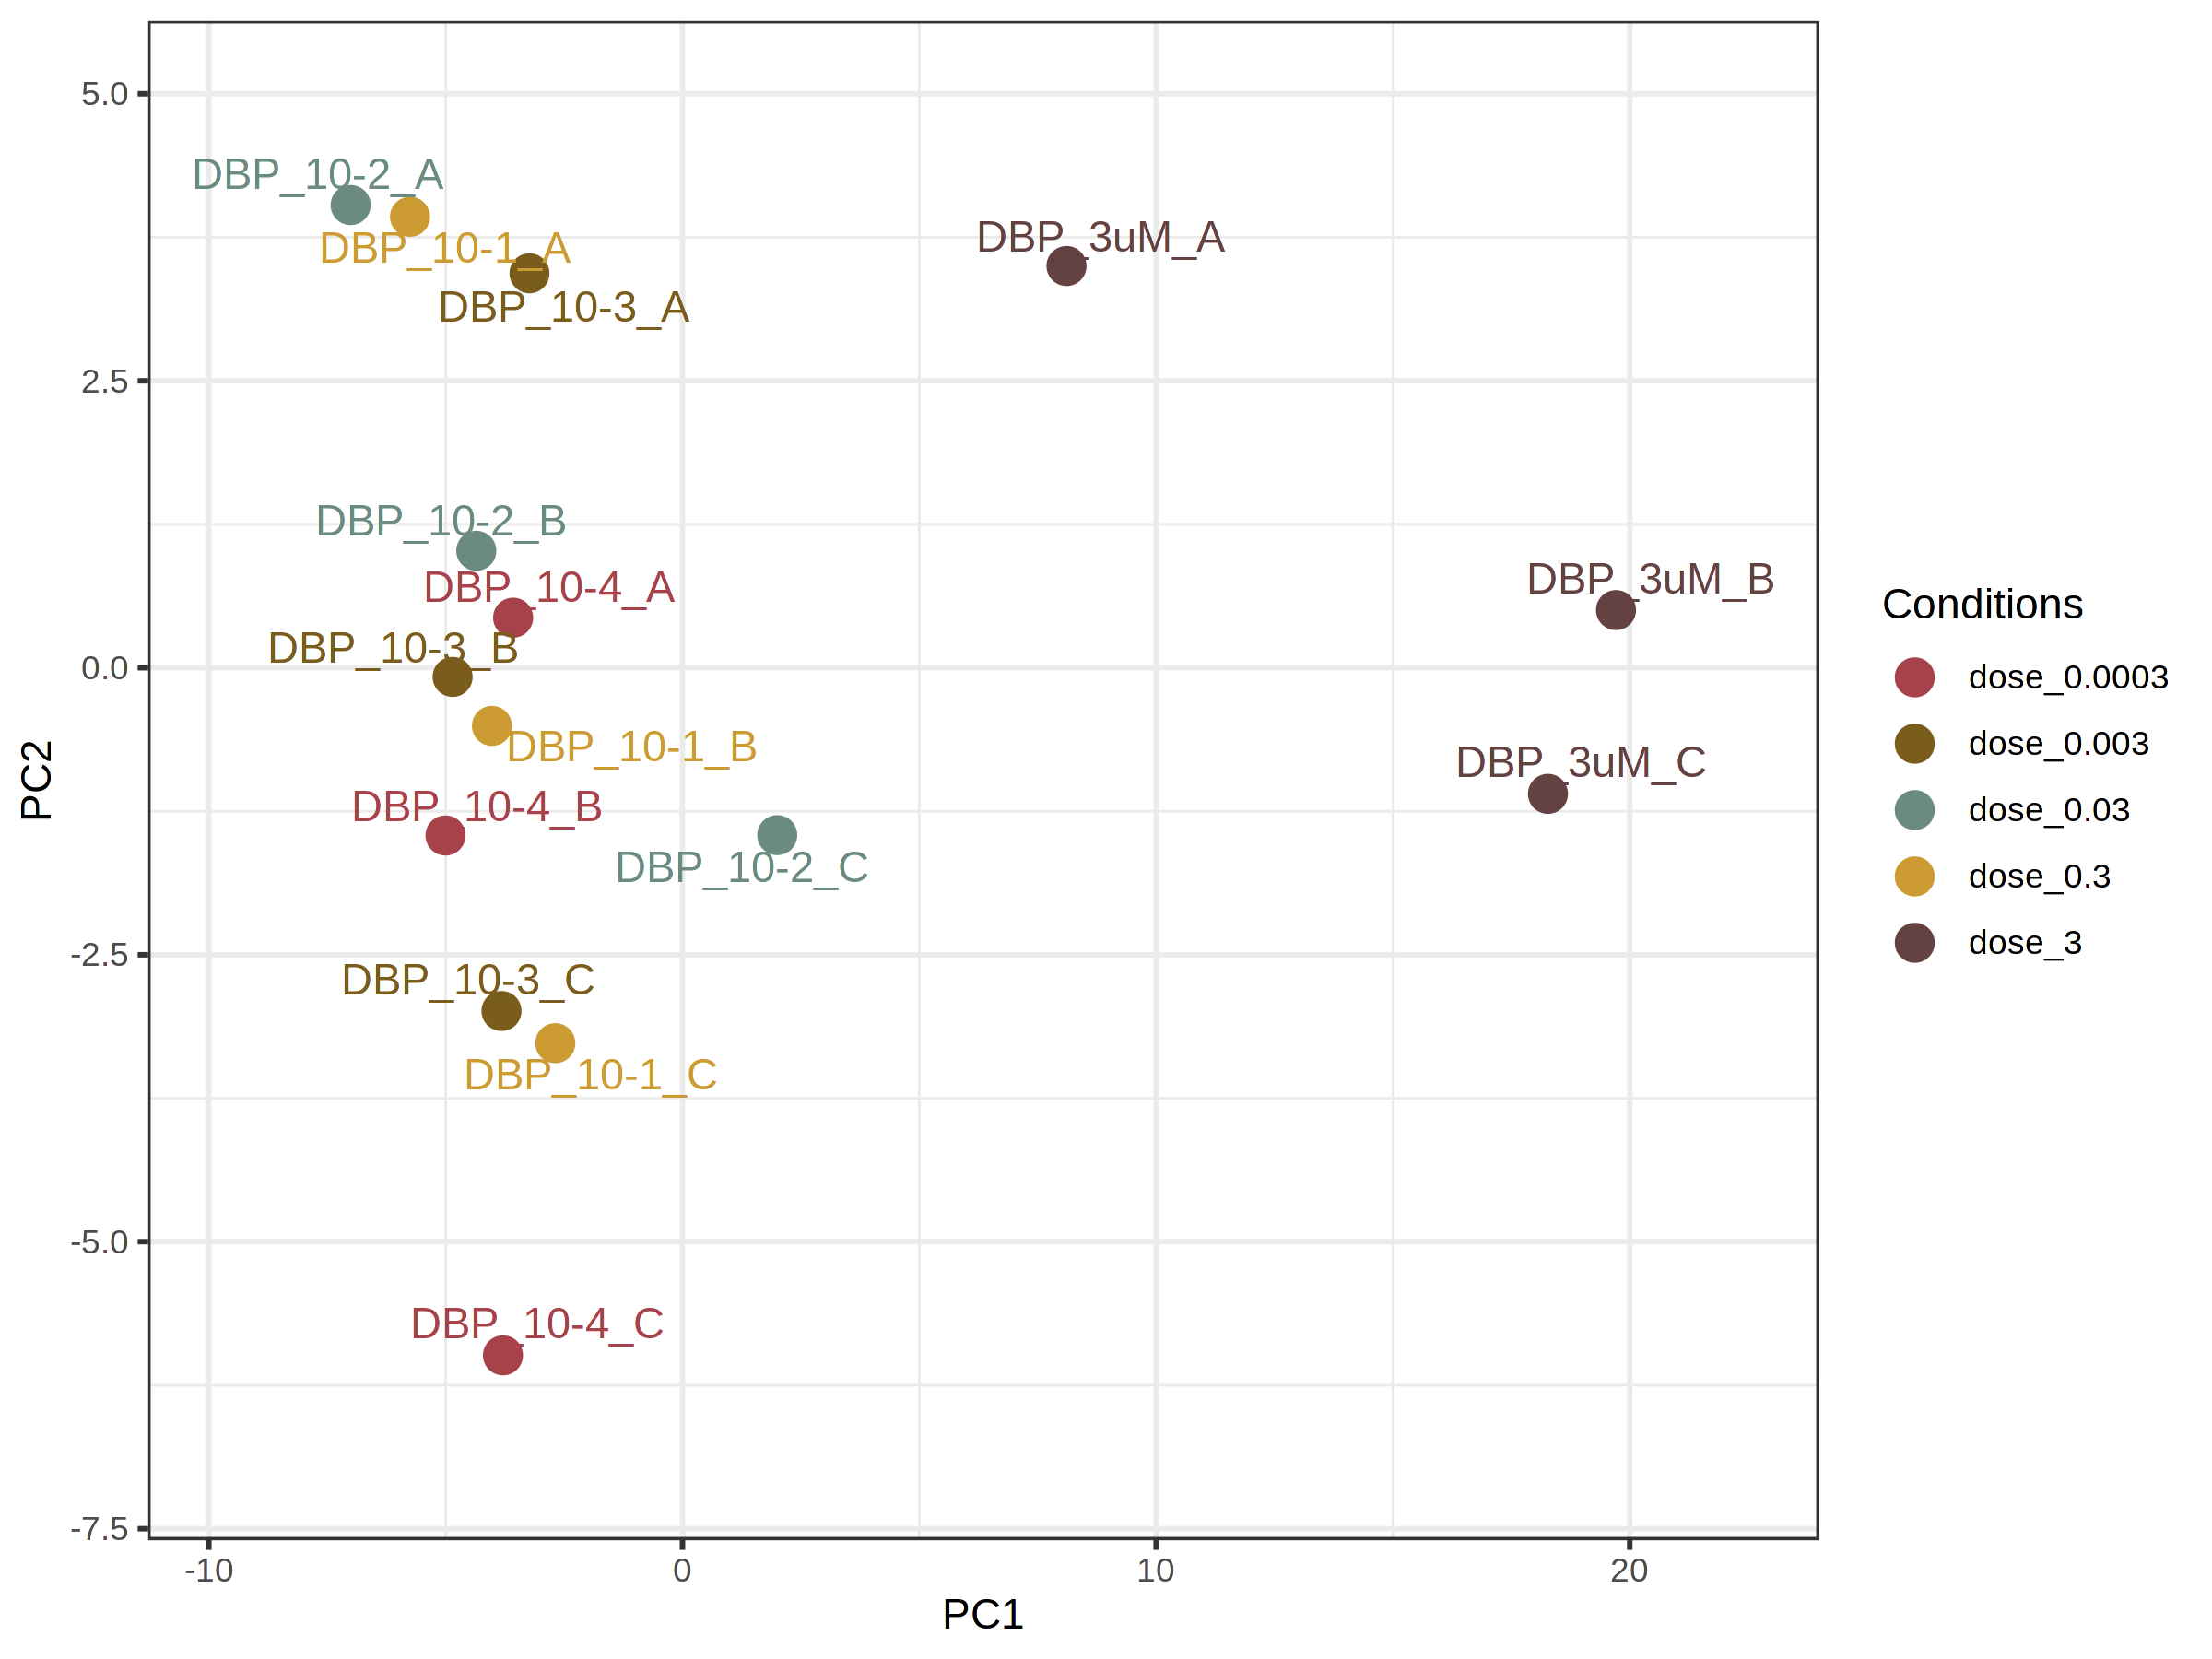 5.0
2.5
0.0
-2.5
-5.0
-7.5
PC2
DBP_10-2_A
DBP_10-1_A
DBP_10-3_A
DBP_3uM_A
DBP_10-2_B
DBP_10-4_A
DBP_3uM_B
DBP_10-3_B
DBP_10-1_B
DBP_3uM_C
DBP_10-4_B
DBP_10-2_C
DBP_10-3_C
DBP_10-1_C
DBP_10-4_C
-10
0
10
20
PC1
Conditions
dose_0.0003
dose_0.003
dose_0.03
dose_0.3
dose_3